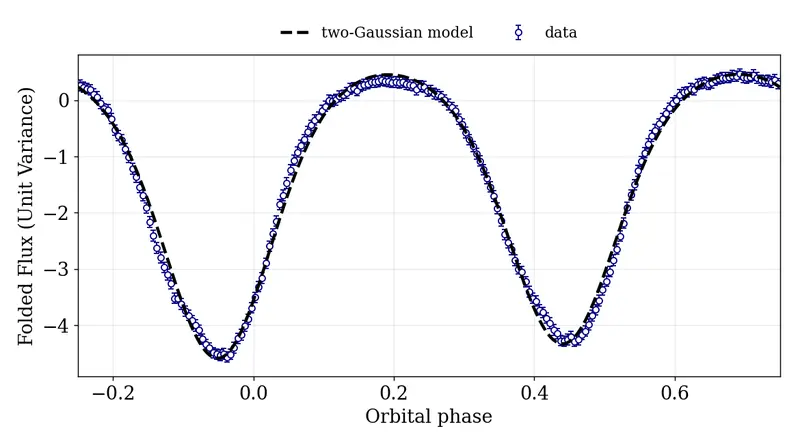 two-Gaussian model
data
Folded Flux (Unit Variance)
0
−1
−2
−3
−4
−0.2
0.0
0.2
0.4
0.6
Orbital phase